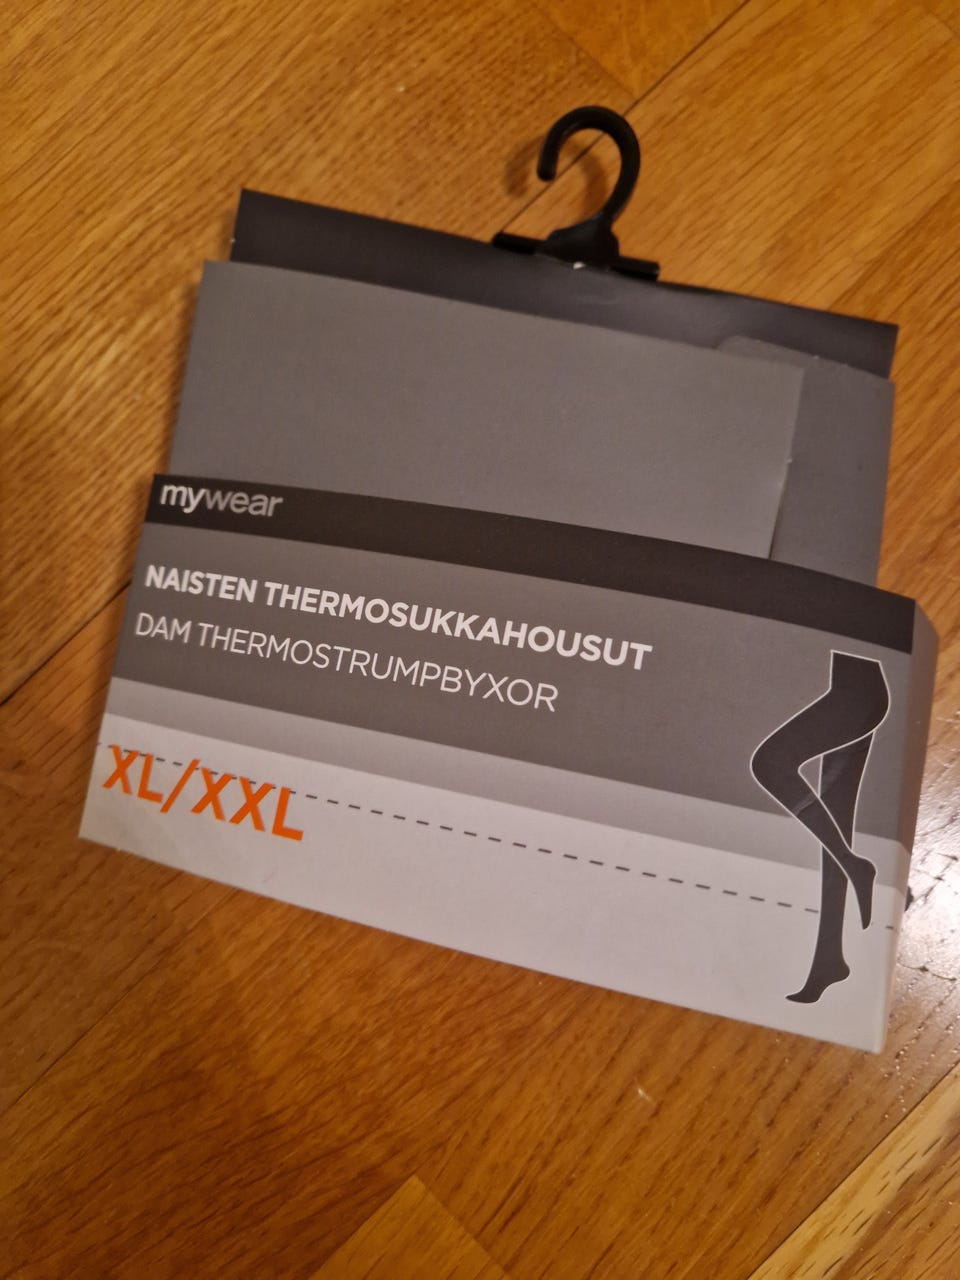 mywear
NAISTEN THERMOSUKKAHOUSUT
DAM THERMOSTRUMPBYXOR
XL/XXL